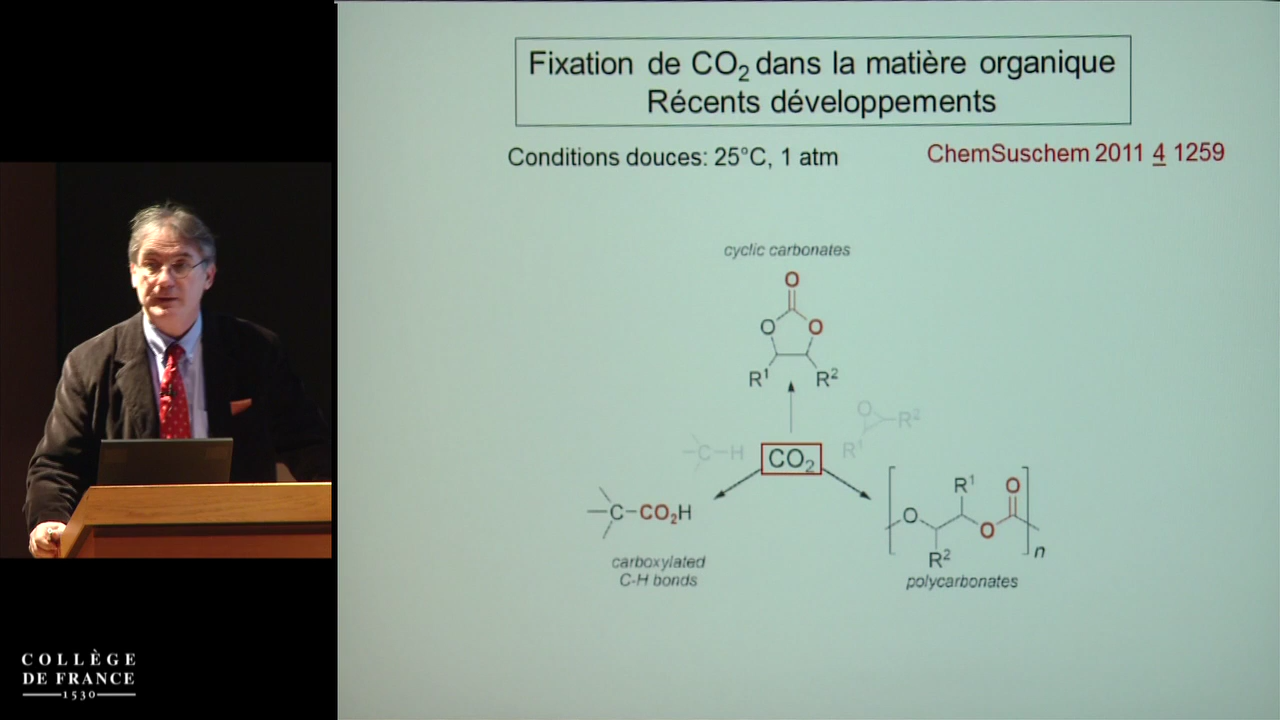 Fixation de CO2 dans la matière organique
Récents développements
Conditions douces: 25°C, 1 atm
ChemSuschem 2011 4 1259
cyclic carbonates
O
O O
R1 R2
O
R2
R1
C-H
CO2
C-CO2H
carboxylated
C-H bonds
R1 O
O
O
R2
n
polycarbonates
COLLÈGE
DE FRANCE
1530